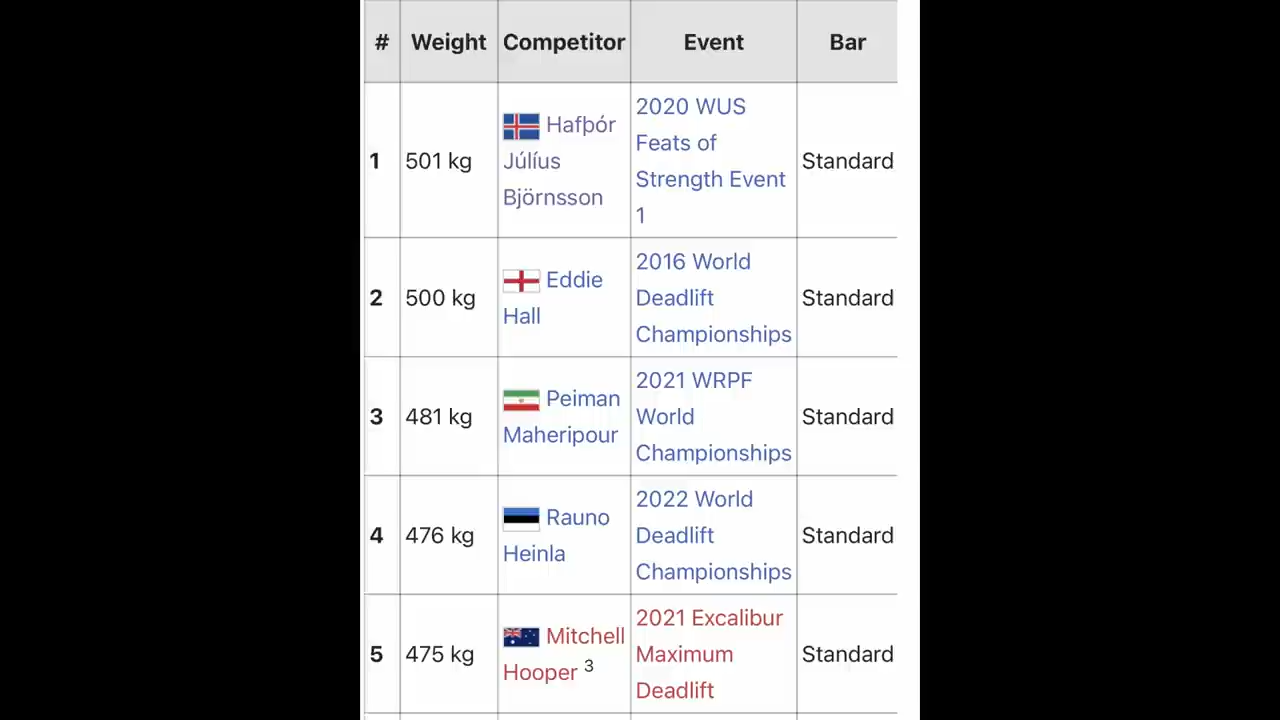 # Weight Competitor Event Bar
1 501 kg Hafþór Júlíus Björnsson 2020 WUS Feats of Strength Event 1 Standard
2 500 kg Eddie Hall 2016 World Deadlift Championships Standard
3 481 kg Peiman Maheripour 2021 WRPF World Championships Standard
4 476 kg Rauno Heinla 2022 World Deadlift Championships Standard
5 475 kg Mitchell Hooper 3 2021 Excalibur Maximum Deadlift Standard